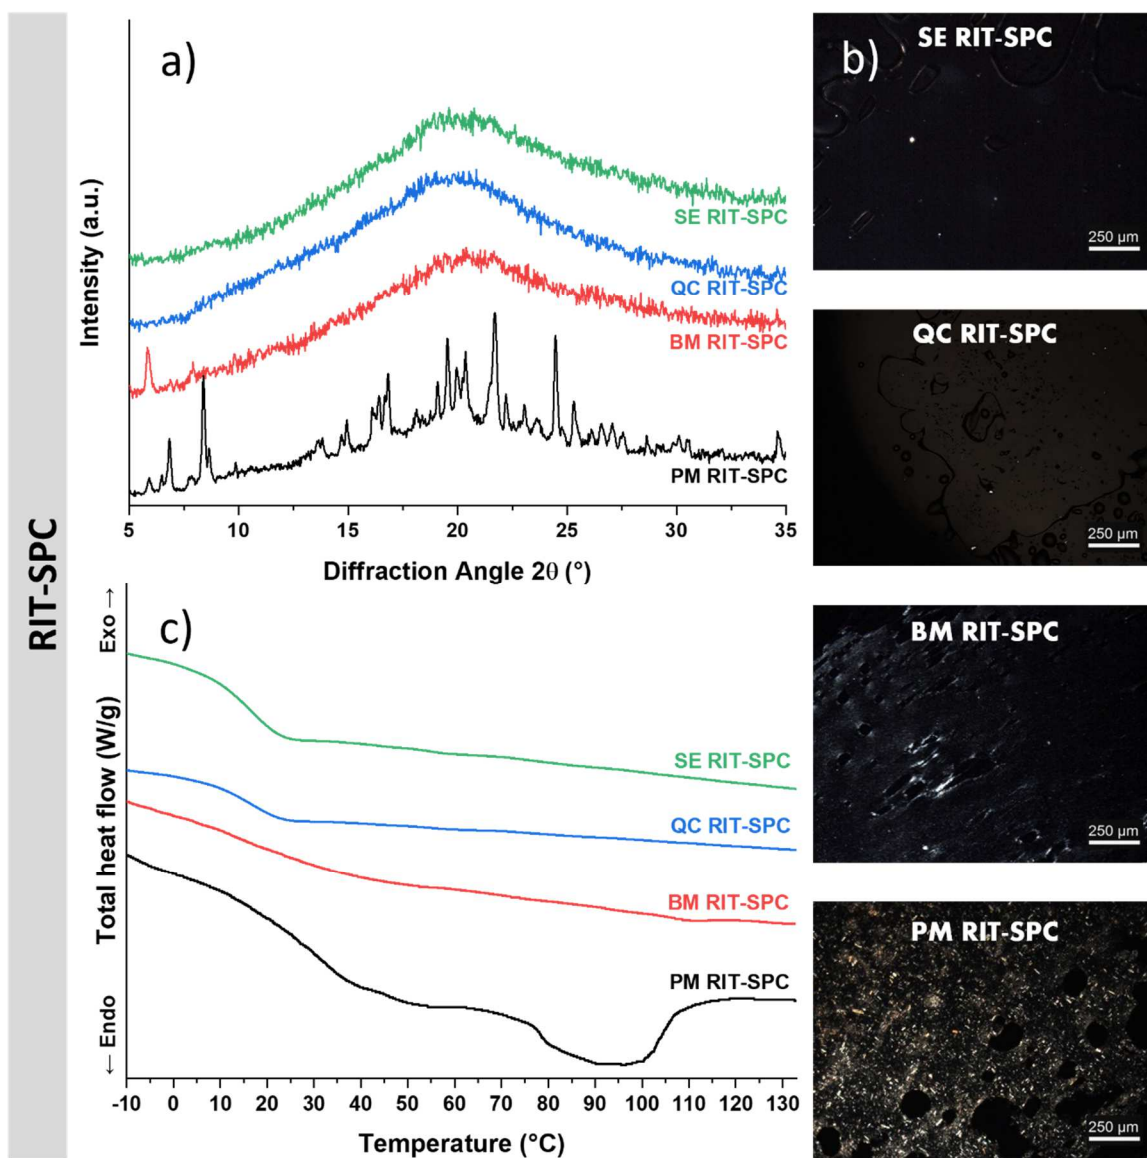 RIT-SPC
a)
Intensity (a.u.)
SE RIT-SPC
QC RIT-SPC
BM RIT-SPC
PM RIT-SPC
5 10 15 20 25 30 35
Diffraction Angle 2θ (°)
b)
SE RIT-SPC
250 µm
QC RIT-SPC
250 µm
BM RIT-SPC
250 µm
PM RIT-SPC
250 µm
c)
← Endo Total heat flow (W/g) Exo →
SE RIT-SPC
QC RIT-SPC
BM RIT-SPC
PM RIT-SPC
-10 0 10 20 30 40 50 60 70 80 90 100 110 120 130
Temperature (°C)